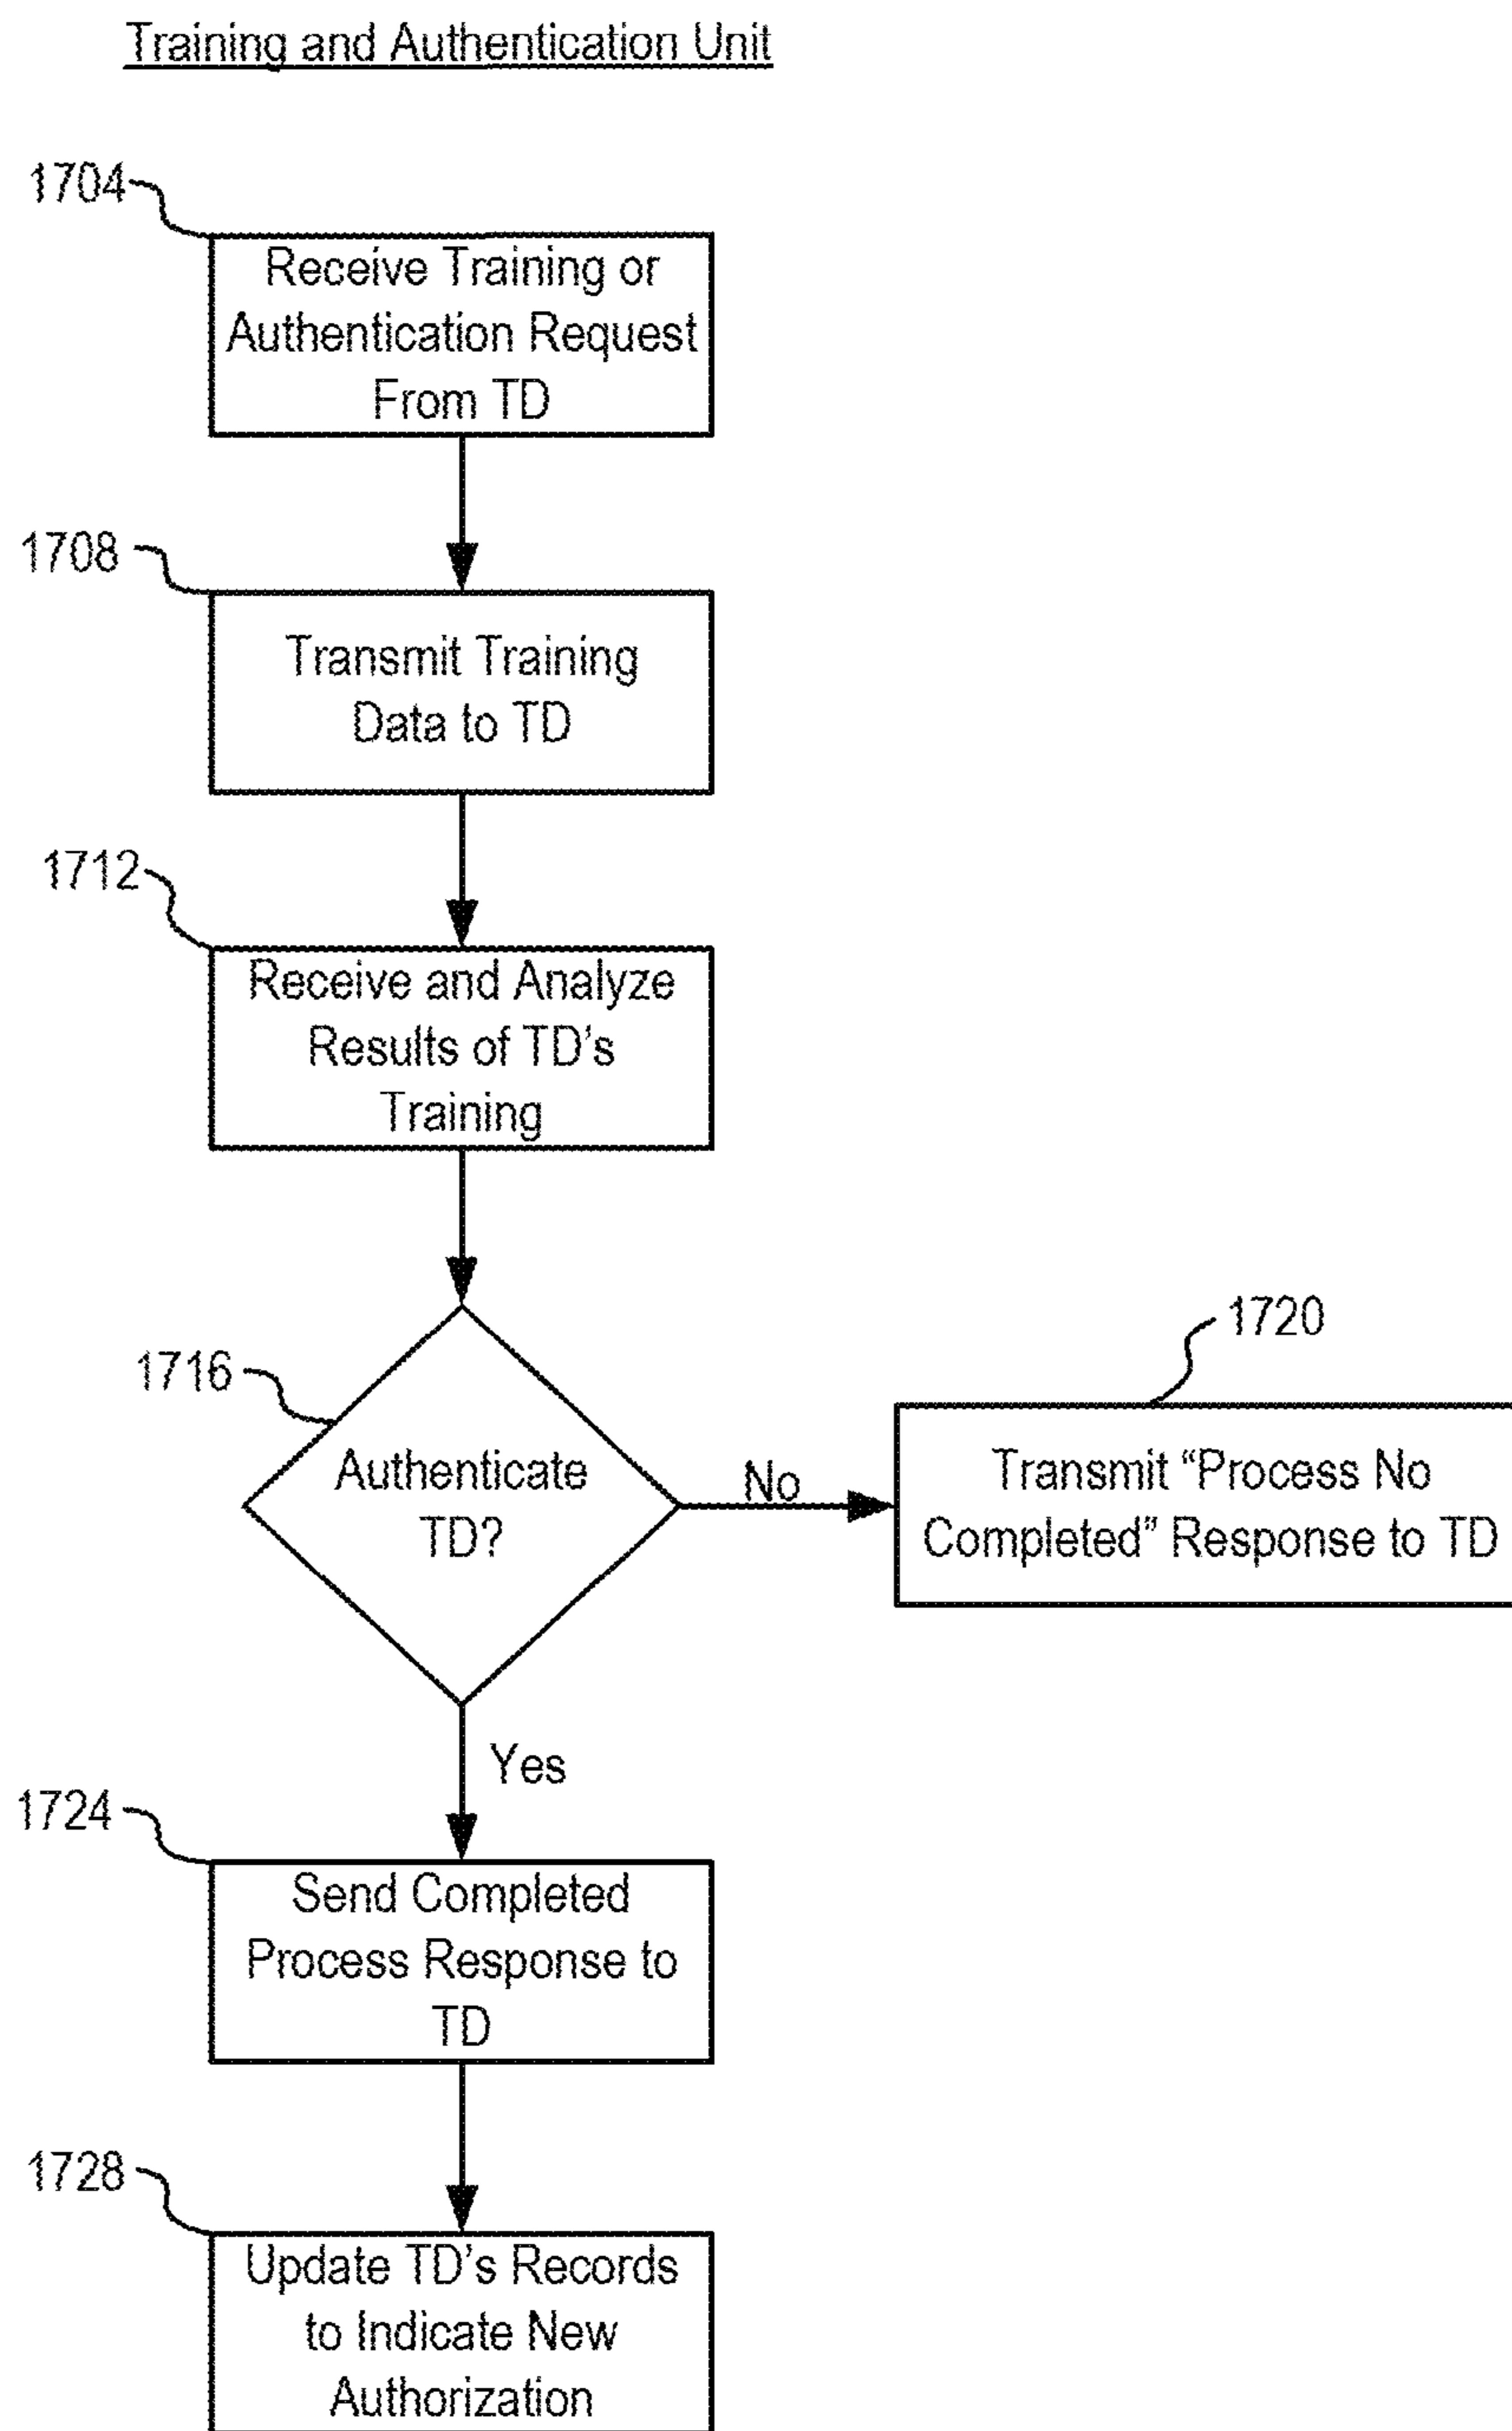 Training and Authentication Unit
1704
Receive Training or
Authentication Request
From TD
1708
Transmit Training
Data to TD
1712
Receive and Analyze
Results of TD's
Training
1716
Authenticate
TD?
No
1720
Transmit “Process No
Completed” Response to TD
Yes
1724
Send Completed
Process Response to
TD
1728
Update TD's Records
to Indicate New
Authorization